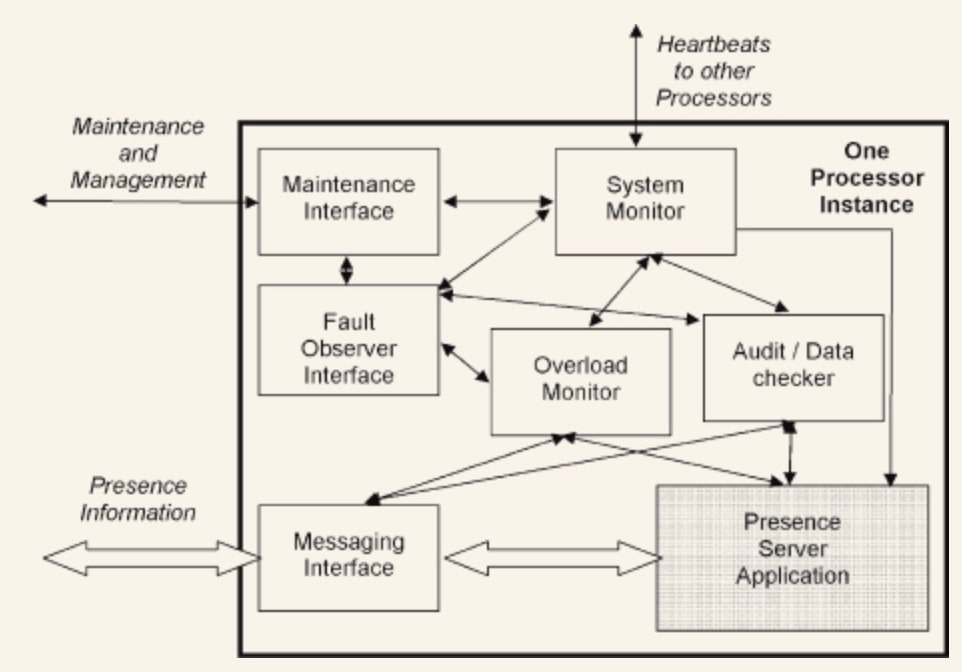 Heartbeats
to other
Processors
Maintenance
and
Management
One
Processor
Instance
Maintenance
Interface
System
Monitor
Fault
Observer
Interface
Overload
Monitor
Audit / Data
checker
Presence
Information
Messaging
Interface
Presence
Server
Application